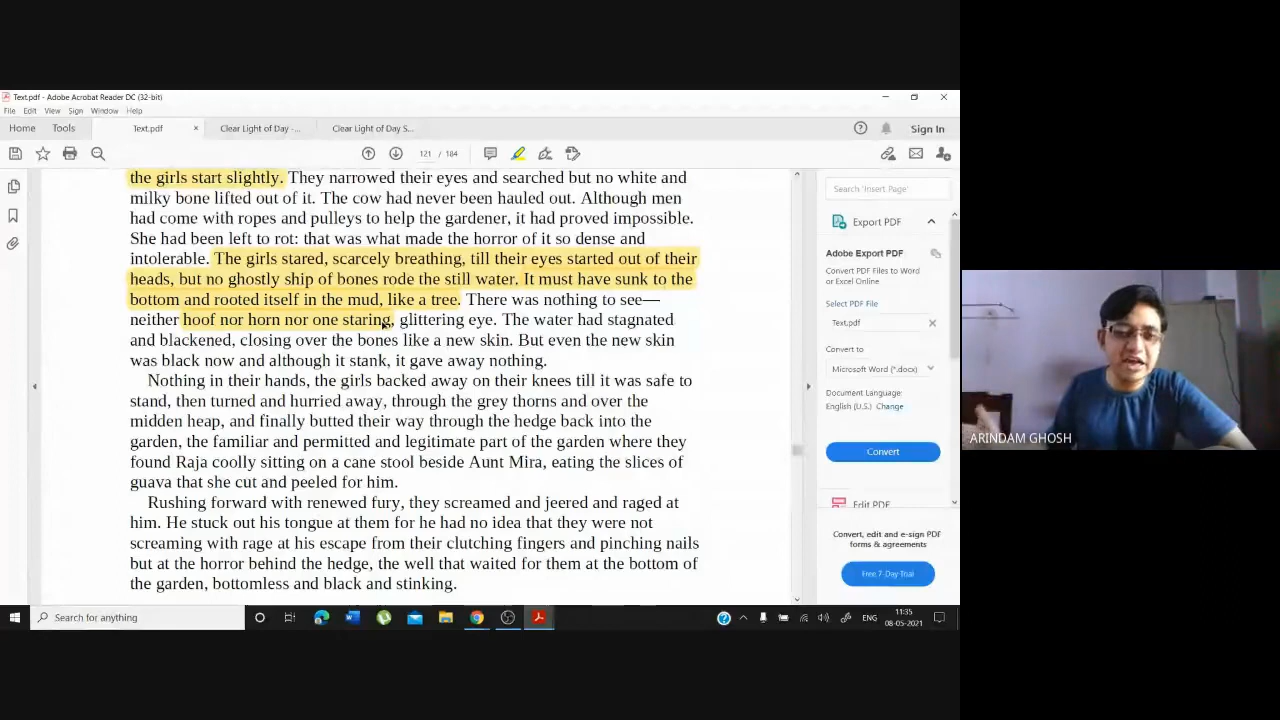 Text.pdf - Adobe Acrobat Reader DC (32-bit)
File Edit View Sign Window Help
Home Tools Text.pdf × Clear Light of Day -... Clear Light of Day S... Sign In
121 / 184
the girls start slightly. They narrowed their eyes and searched but no white and
milky bone lifted out of it. The cow had never been hauled out. Although men
had come with ropes and pulleys to help the gardener, it had proved impossible.
She had been left to rot: that was what made the horror of it so dense and
intolerable. The girls stared, scarcely breathing, till their eyes started out of their
heads, but no ghostly ship of bones rode the still water. It must have sunk to the
bottom and rooted itself in the mud, like a tree. There was nothing to see—
neither hoof nor horn nor one staring, glittering eye. The water had stagnated
and blackened, closing over the bones like a new skin. But even the new skin
was black now and although it stank, it gave away nothing.
Nothing in their hands, the girls backed away on their knees till it was safe to
stand, then turned and hurried away, through the grey thorns and over the
midden heap, and finally butted their way through the hedge back into the
garden, the familiar and permitted and legitimate part of the garden where they
found Raja coolly sitting on a cane stool beside Aunt Mira, eating the slices of
guava that she cut and peeled for him.
Rushing forward with renewed fury, they screamed and jeered and raged at
him. He stuck out his tongue at them for he had no idea that they were not
screaming with rage at his escape from their clutching fingers and pinching nails
but at the horror behind the hedge, the well that waited for them at the bottom of
the garden, bottomless and black and stinking.
Search 'Insert Page'
Export PDF
Adobe Export PDF
Convert PDF Files to Word
or Excel Online
Select PDF File
Text.pdf
Convert to
Microsoft Word (*.docx)
Document Language:
English (U.S.) Change
Convert
Edit PDF
Convert, edit and e-sign PDF
forms & agreements
Free 7-Day Trial
ARINDAM GHOSH
Search for anything
ENG
11:35
08-05-2021